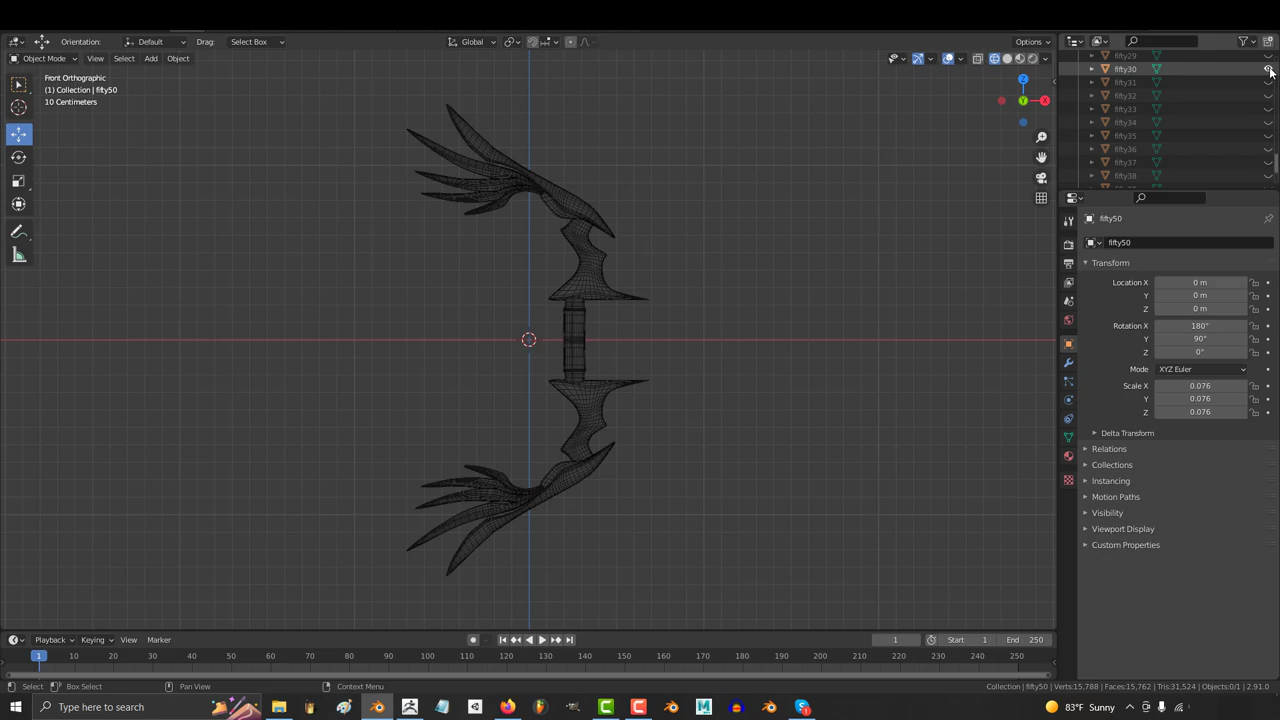 Orientation: Default Drag: Select Box Global Options
Object Mode View Select Add Object
Front Orthographic
(1) Collection | fifty50
10 Centimeters
Z
Y
X
fifty29
fifty30
fifty31
fifty32
fifty33
fifty34
fifty35
fifty36
fifty37
fifty38
fifty50
fifty50
Transform
Location X 0 m
Y 0 m
Z 0 m
Rotation X 180°
Y 90°
Z 0°
Mode XYZ Euler
Scale X 0.076
Y 0.076
Z 0.076
Delta Transform
Relations
Collections
Instancing
Motion Paths
Visibility
Viewport Display
Custom Properties
Playback Keying View Marker 1 Start 1 End 250
1 10 20 30 40 50 60 70 80 90 100 110 120 130 140 150 160 170 180 190 200 210 220 230 240 250
Select Box Select Pan View Context Menu Collection | fifty50 | Verts:15,788 | Faces:15,762 | Tris:31,524 | Objects:0/1 | 2.91.0
Type here to search 83°F Sunny